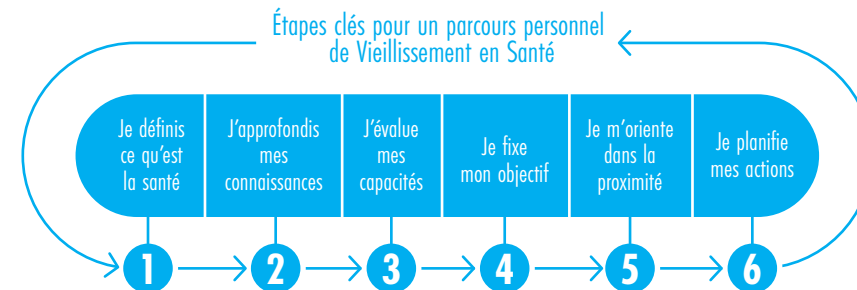 Étapes clés pour un parcours personnel
de Vieillissement en Santé
Je définis
ce qu'est
la santé
J'approfondis
mes
connaissances
J'évalue
mes
capacités
Je fixe
mon objectif
Je m'oriente
dans la
proximité
Je planifie
mes actions
1
2
3
4
5
6